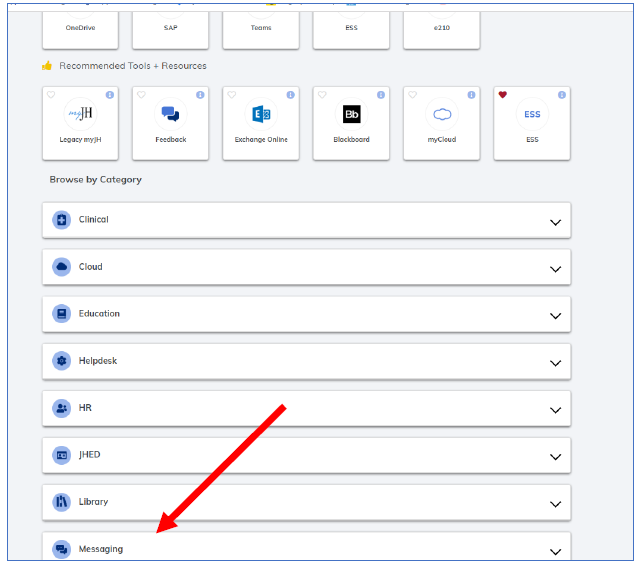 OneDrive SAP Teams ESS e210
Recommended Tools + Resources
myJH E Bb ESS
Legacy myJH Feedback Exchange Online Blackboard myCloud ESS
Browse by Category
Clinical
Cloud
Education
Helpdesk
HR
JHED
Library
Messaging